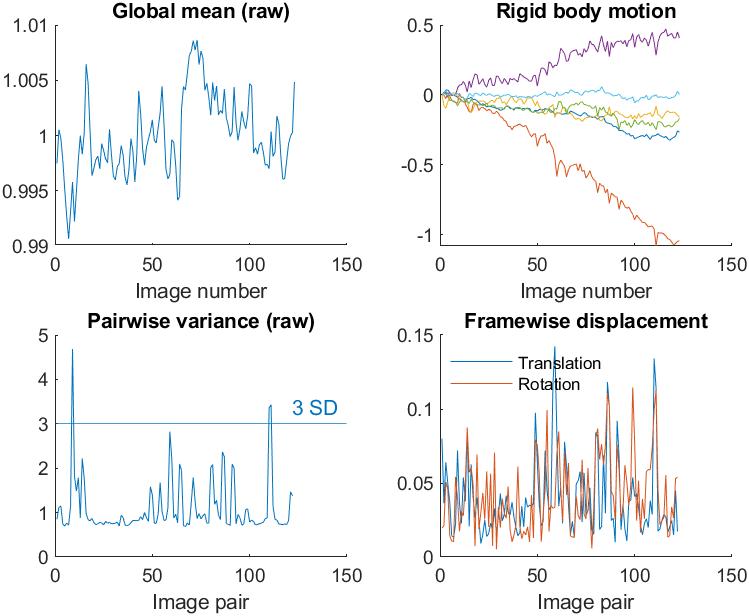 Global mean (raw)
1.01
1.005
1
0.995
0.99
0 50 100 150
Image number
Rigid body motion
0.5
0
-0.5
-1
0 50 100 150
Image number
Pairwise variance (raw)
5
4
3
2
1
0
3 SD
0 50 100 150
Image pair
Framewise displacement
0.15
0.1
0.05
0
Translation
Rotation
0 50 100 150
Image pair